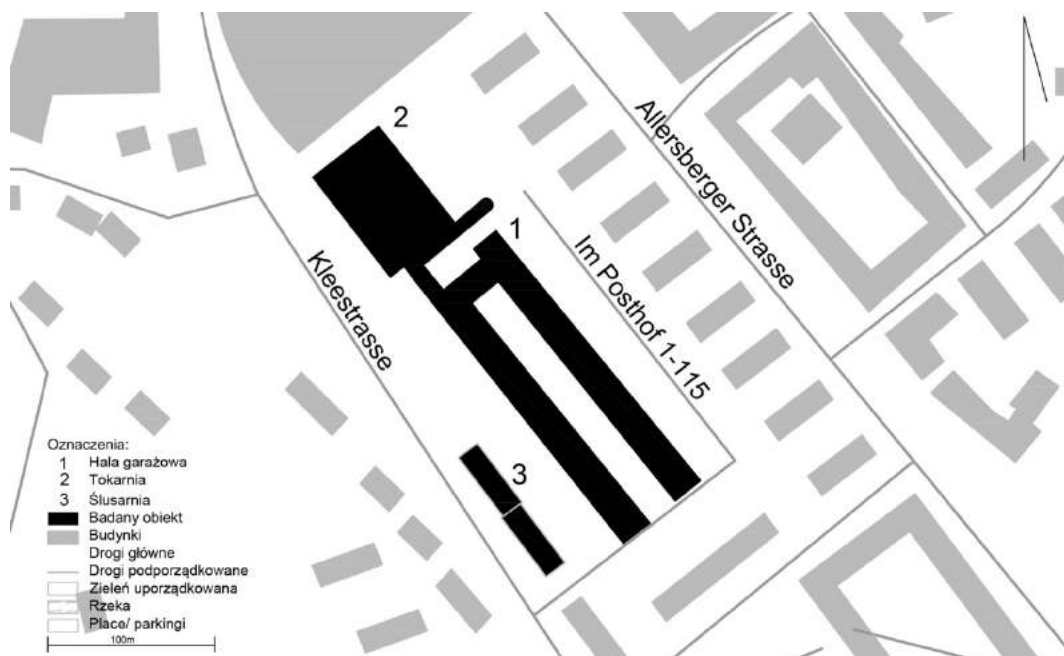 2
Allersberger Strasse
1
Kleestrasse
Im Posthof 1-115
3
Oznaczenia:
1 Hala garażowa
2 Tokarnia
3 Ślusarnia
Badany obiekt
Budynki
Drogi główne
Drogi podporządkowane
Zieleń uporządkowana
Rzeka
Place/ parkingi
100m